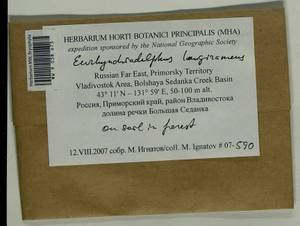 HERBARIUM HORTI BOTANICI PRINCIPALIS (MHA)
expedition sponsored by the National Geographic Society
Eurhynchiadelphus longirameus
Russian Far East, Primorsky Territory
Vladivostok Area, Bolshaya Sedanka Creek Basin
43° 11' N - 131° 59' E, 50-100 m alt.
Россия, Приморский край, район Владивостока
долина речки Большая Седанка
on soil in forest
12.VIII.2007 собр. М. Игнатов/coll. M. Ignatov # 07-590